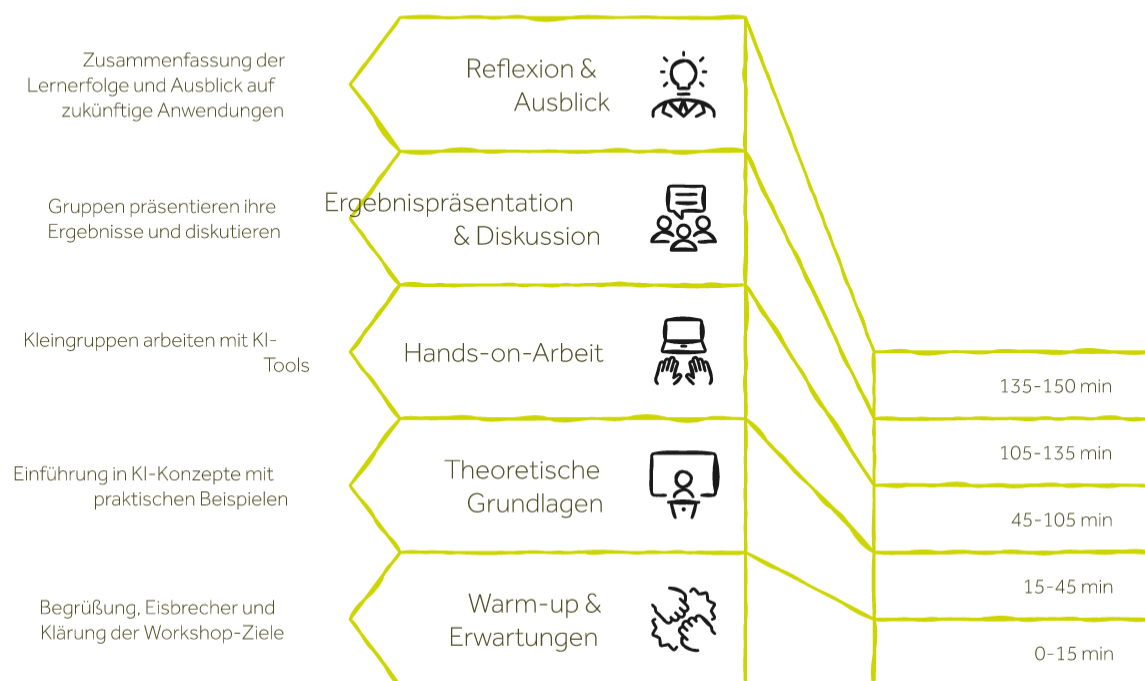 Zusammenfassung der
Lernerfolge und Ausblick auf
zukünftige Anwendungen
Reflexion &
Ausblick
Gruppen präsentieren ihre
Ergebnisse und diskutieren
Ergebnispräsentation
& Diskussion
Kleingruppen arbeiten mit KI-
Tools
Hands-on-Arbeit
135-150 min
Einführung in KI-Konzepte mit
praktischen Beispielen
Theoretische
Grundlagen
105-135 min
45-105 min
Begrüßung, Eisbrecher und
Klärung der Workshop-Ziele
Warm-up &
Erwartungen
15-45 min
0-15 min